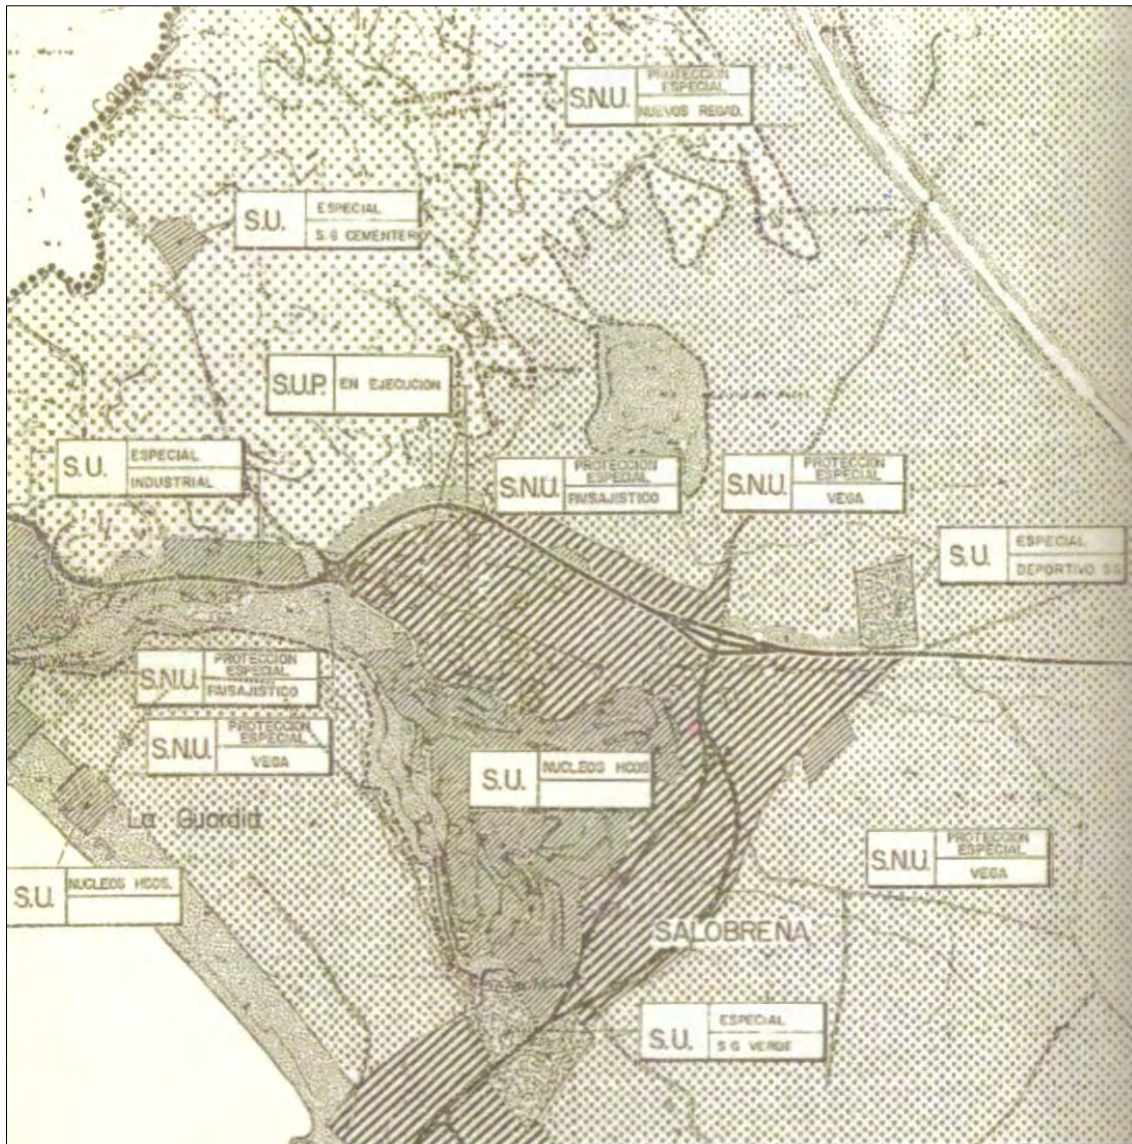 Canal
S.N.U.
PROTECCION
ESPECIAL
NUEVOS REGAD.
S.U.
ESPECIAL
S.G CEMENTERIO
S.U.P.
EN EJECUCION
S.U.
ESPECIAL
INDUSTRIAL
S.N.U.
PROTECCION
ESPECIAL
PAISAJISTICO
S.N.U.
PROTECCION
ESPECIAL
VEGA
S.U.
ESPECIAL
DEPORTIVO S.G.
S.N.U.
PROTECCION
ESPECIAL
PAISAJISTICO
S.N.U.
PROTECCION
ESPECIAL
VEGA
S.U.
NUCLEOS HCOS
La Guardia
S.N.U.
PROTECCION
ESPECIAL
VEGA
S.U.
NUCLEOS HCOS.
SALOBREÑA
S.U.
ESPECIAL
S G VERDE